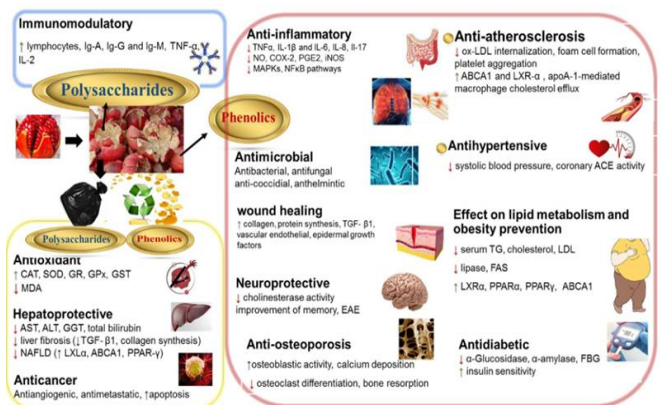 Immunomodulatory
↑ lymphocytes, Ig-A, Ig-G and Ig-M, TNF-α,
IL-2
Polysaccharides
Phenolics
Polysaccharides
Phenolics
Antioxidant
↑ CAT, SOD, GR, GPx, GST
↓ MDA
Hepatoprotective
↓ AST, ALT, GGT, total bilirubin
↓ liver fibrosis (↓TGF- β1, collagen synthesis)
↓ NAFLD (↑ LXLα, ABCA1, PPAR-γ)
Anticancer
Antiangiogenic, antimetastatic, ↑apoptosis
Anti-inflammatory
↓ TNFα, IL-1β and IL-6, IL-8, Il-17
↓ NO, COX-2, PGE2, iNOS
↓ MAPKs, NFκB pathways
Antimicrobial
Antibacterial, antifungal
anti-coccidial, anthelmintic
wound healing
↑ collagen, protein synthesis, TGF- β1,
vascular endothelial, epidermal growth
factors
Neuroprotective
↓ cholinesterase activity
improvement of memory, EAE
Anti-osteoporosis
↑osteoblastic activity, calcium deposition
↓ osteoclast differentiation, bone resorption
Anti-atherosclerosis
↓ ox-LDL internalization, foam cell formation,
platelet aggregation
↑ ABCA1 and LXR-α , apoA-1-mediated
macrophage cholesterol efflux
Antihypertensive
↓ systolic blood pressure, coronary ACE activity
Effect on lipid metabolism and
obesity prevention
↓ serum TG, cholesterol, LDL
↓ lipase, FAS
↑ LXRα, PPARα, PPARγ, ABCA1
Antidiabetic
↓ α-Glucosidase, α-amylase, FBG
↑ insulin sensitivity